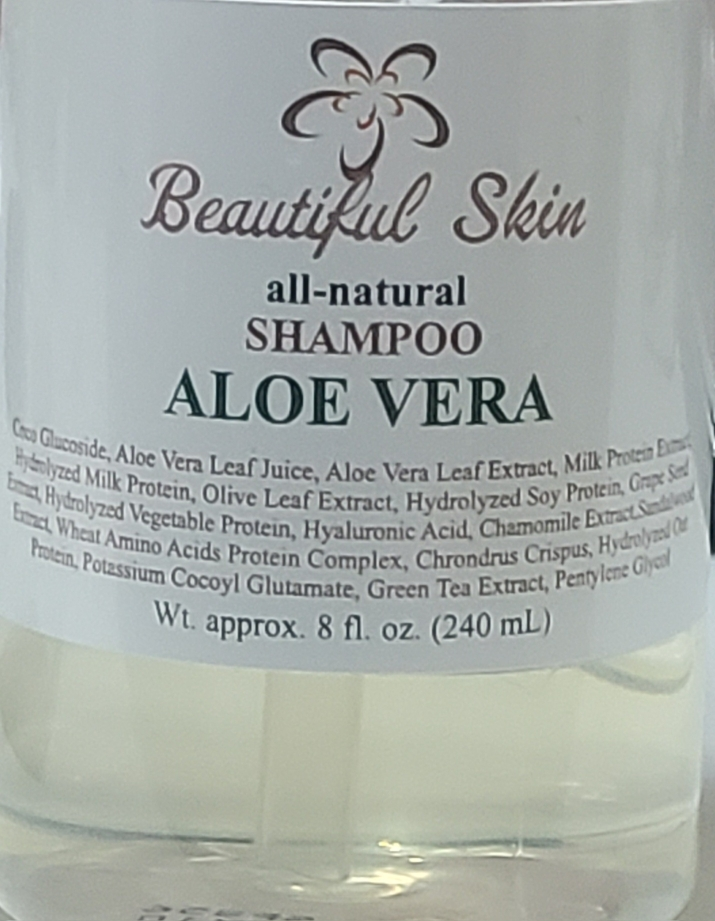 Beautiful Skin
all-natural
SHAMPOO
ALOE VERA
Coco Glucoside, Aloe Vera Leaf Juice, Aloe Vera Leaf Extract, Milk Protein Extract,
Hydrolyzed Milk Protein, Olive Leaf Extract, Hydrolyzed Soy Protein, Grape Seed
Extract, Hydrolyzed Vegetable Protein, Hyaluronic Acid, Chamomile Extract, Sandalwood
Extract, Wheat Amino Acids Protein Complex, Chrondrus Crispus, Hydrolyzed Oat
Protein, Potassium Cocoyl Glutamate, Green Tea Extract, Pentylene Glycol
Wt. approx. 8 fl. oz. (240 mL)